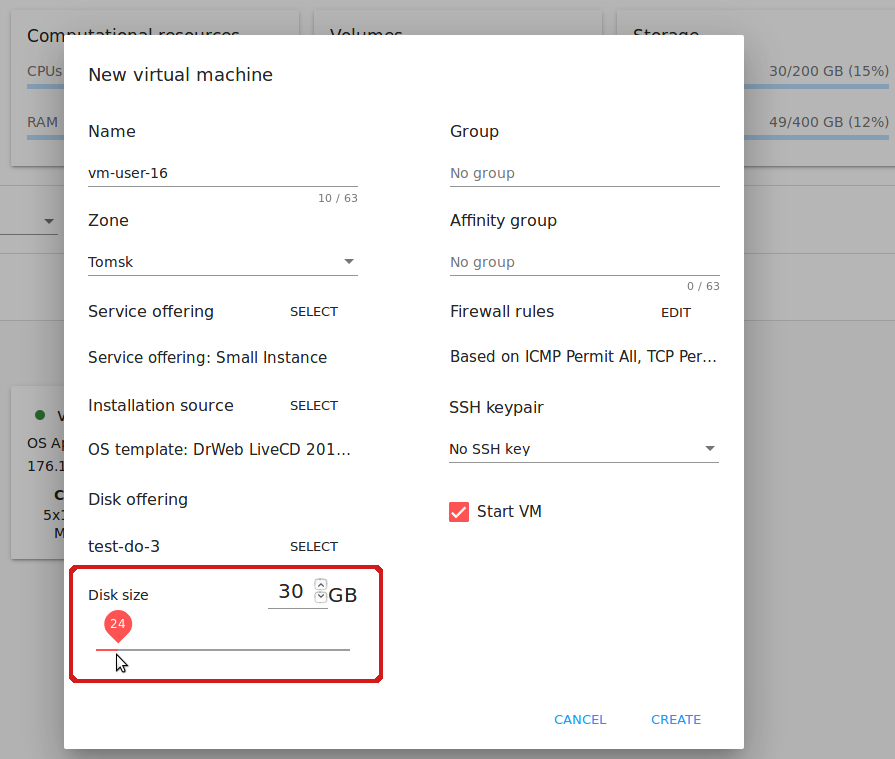 Computational resources
Volumes
Storage
CPUs
30/200 GB (15%)
RAM
49/400 GB (12%)
New virtual machine
Name
Group
vm-user-16
No group
10 / 63
Zone
Affinity group
Tomsk
No group
0 / 63
Service offering
SELECT
Firewall rules
EDIT
Service offering: Small Instance
Based on ICMP Permit All, TCP Per...
Installation source
SELECT
SSH keypair
OS template: DrWeb LiveCD 201...
No SSH key
Disk offering
Start VM
test-do-3
SELECT
Disk size
30
GB
24
CANCEL
CREATE
OS
176.1